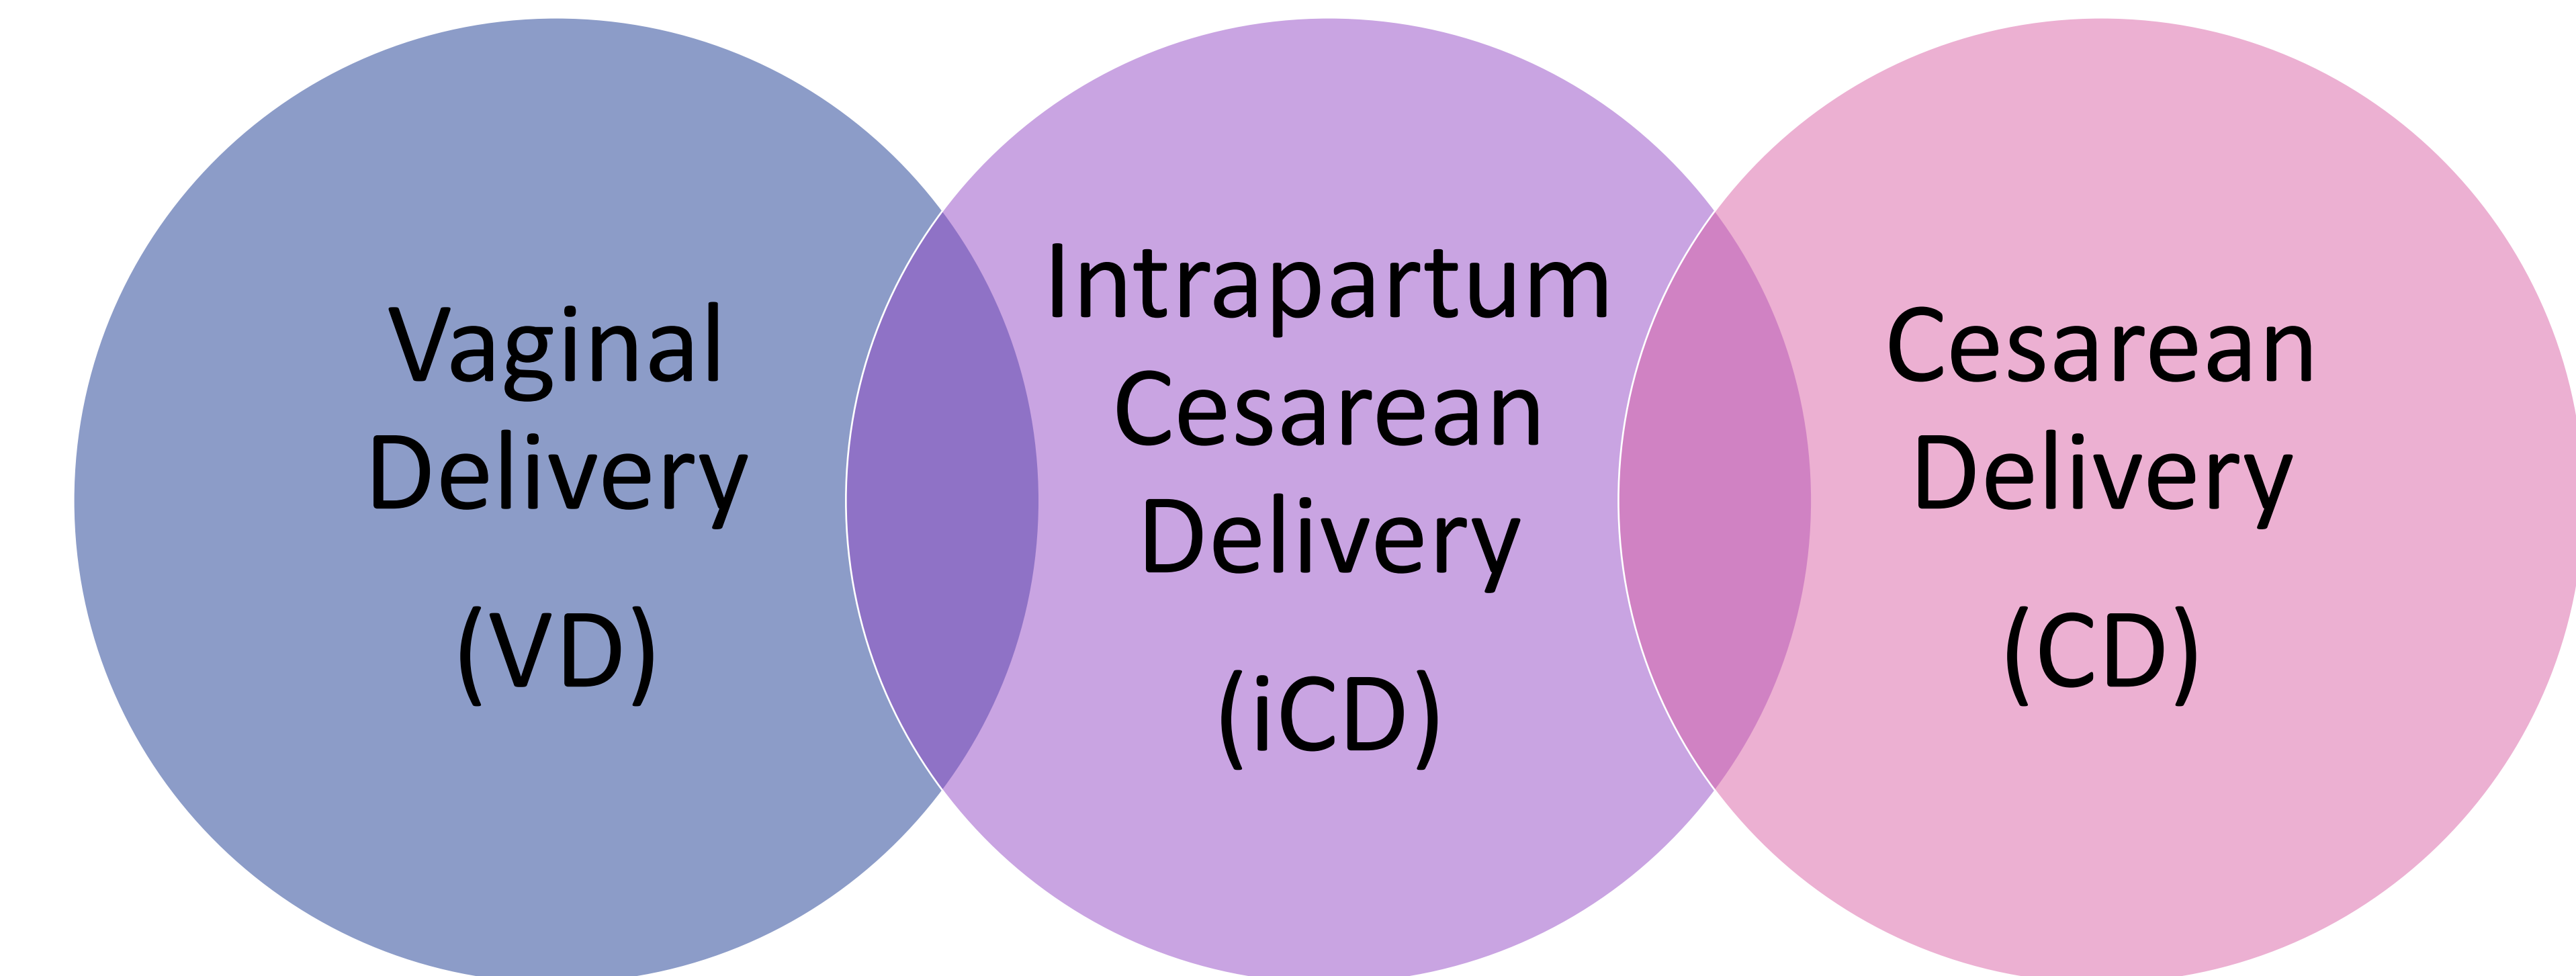 Vaginal
Delivery
(VD)
Intrapartum
Cesarean
Delivery
(iCD)
Cesarean
Delivery
(CD)